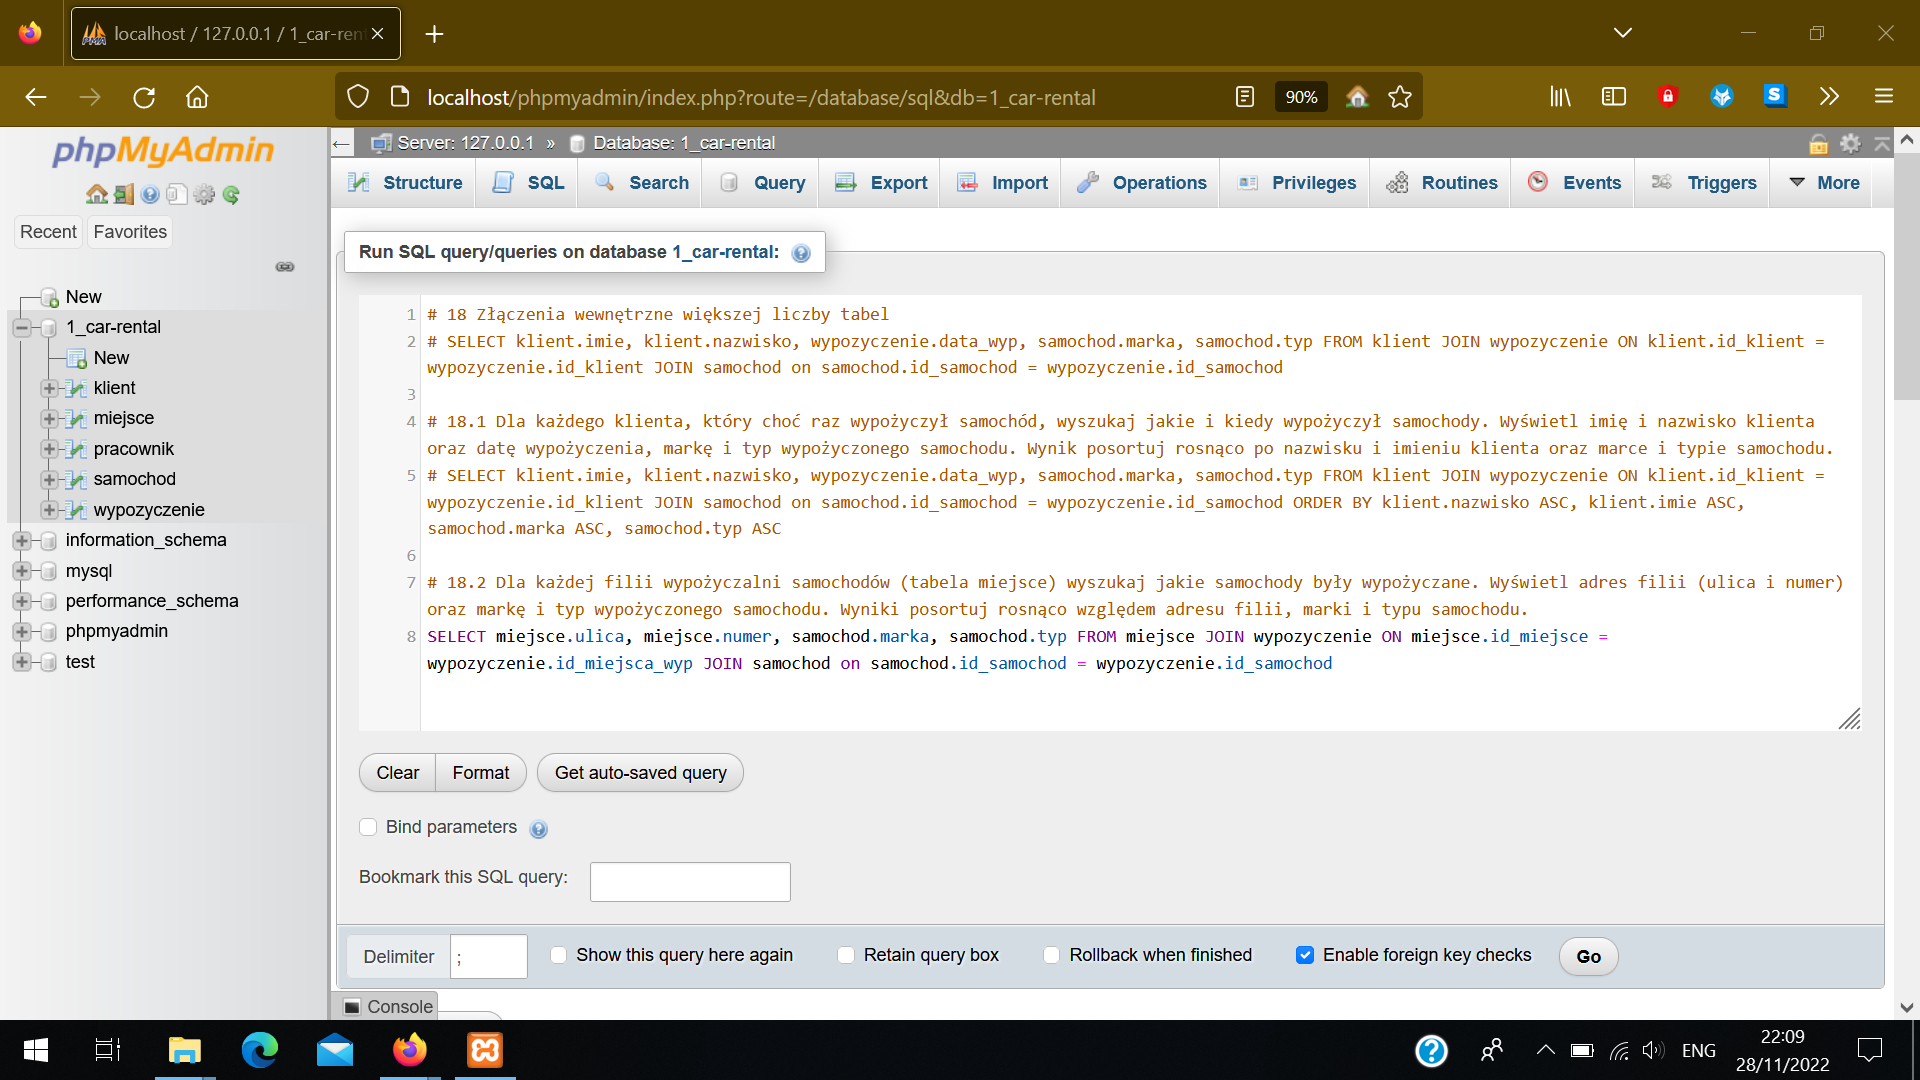 localhost / 127.0.0.1 / 1_car-ren
localhost/phpmyadmin/index.php?route=/database/sql&db=1_car-rental
90%
phpMyAdmin
Recent
Favorites
New
1_car-rental
New
klient
miejsce
pracownik
samochod
wypozyczenie
information_schema
mysql
performance_schema
phpmyadmin
test
Server: 127.0.0.1 » Database: 1_car-rental
Structure SQL Search Query Export Import Operations Privileges Routines Events Triggers More
Run SQL query/queries on database 1_car-rental:
1 # 18 Złączenia wewnętrzne większej liczby tabel
2 # SELECT klient.imie, klient.nazwisko, wypozyczenie.data_wyp, samochod.marka, samochod.typ FROM klient JOIN wypozyczenie ON klient.id_klient =
wypozyczenie.id_klient JOIN samochod on samochod.id_samochod = wypozyczenie.id_samochod
3
4 # 18.1 Dla każdego klienta, który choć raz wypożyczył samochód, wyszukaj jakie i kiedy wypożyczył samochody. Wyświetl imię i nazwisko klienta
oraz datę wypożyczenia, markę i typ wypożyczonego samochodu. Wynik posortuj rosnąco po nazwisku i imieniu klienta oraz marce i typie samochodu.
5 # SELECT klient.imie, klient.nazwisko, wypozyczenie.data_wyp, samochod.marka, samochod.typ FROM klient JOIN wypozyczenie ON klient.id_klient =
wypozyczenie.id_klient JOIN samochod on samochod.id_samochod = wypozyczenie.id_samochod ORDER BY klient.nazwisko ASC, klient.imie ASC,
samochod.marka ASC, samochod.typ ASC
6
7 # 18.2 Dla każdej filii wypożyczalni samochodów (tabela miejsce) wyszukaj jakie samochody były wypożyczane. Wyświetl adres filii (ulica i numer)
oraz markę i typ wypożyczonego samochodu. Wyniki posortuj rosnąco względem adresu filii, marki i typu samochodu.
8 SELECT miejsce.ulica, miejsce.numer, samochod.marka, samochod.typ FROM miejsce JOIN wypozyczenie ON miejsce.id_miejsce =
wypozyczenie.id_miejsca_wyp JOIN samochod on samochod.id_samochod = wypozyczenie.id_samochod
Clear Format Get auto-saved query
Bind parameters
Bookmark this SQL query:
Delimiter ; Show this query here again Retain query box Rollback when finished Enable foreign key checks Go
Console
ENG
22:09
28/11/2022